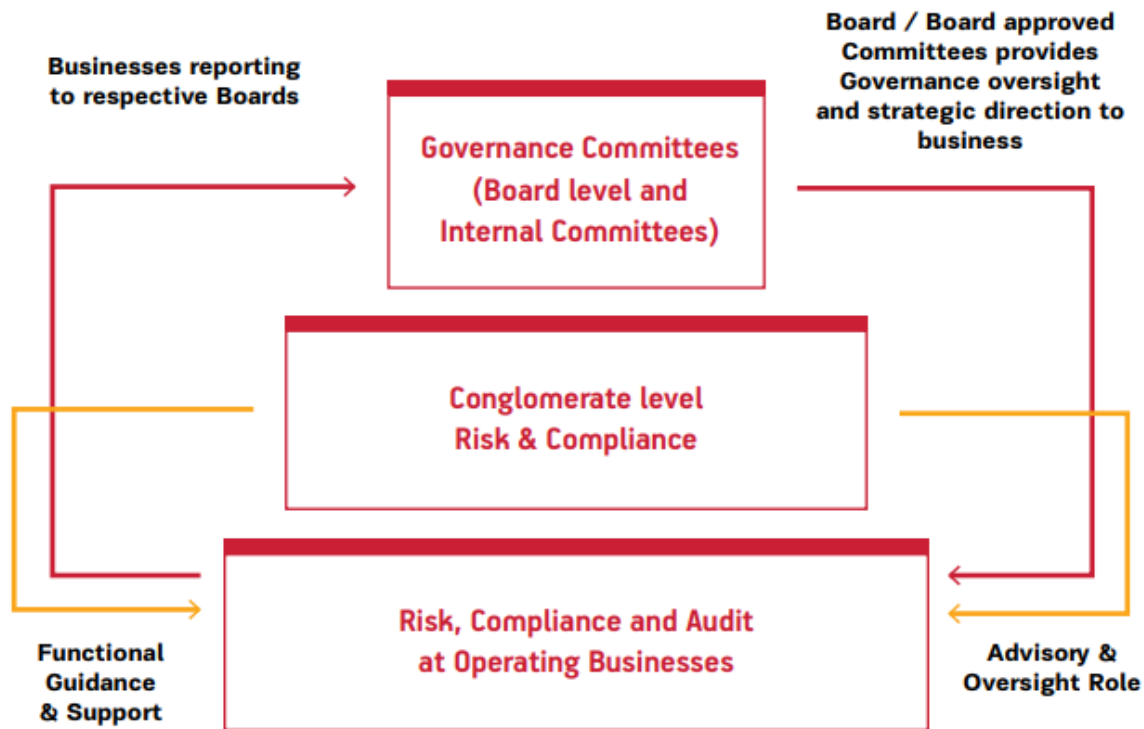 Businesses reporting
to respective Boards
Board / Board approved
Committees provides
Governance oversight
and strategic direction to
business
Governance Committees
(Board level and
Internal Committees)
Conglomerate level
Risk & Compliance
Risk, Compliance and Audit
at Operating Businesses
Functional
Guidance
& Support
Advisory &
Oversight Role